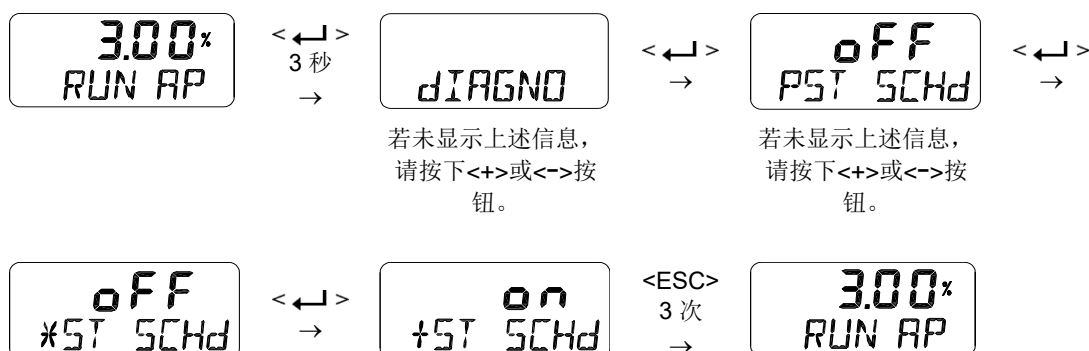 3.00%
RUN AP
< ↵ >
3 秒
→
dIAGNO
< ↵ >
→
oFF
PST SCHd
< ↵ >
→
若未显示上述信息，
请按下<+>或<->按
钮。
若未显示上述信息，
请按下<+>或<->按
钮。
oFF
*ST SCHd
< ↵ >
→
on
+ST SCHd
<ESC>
3 次
→
3.00%
RUN AP